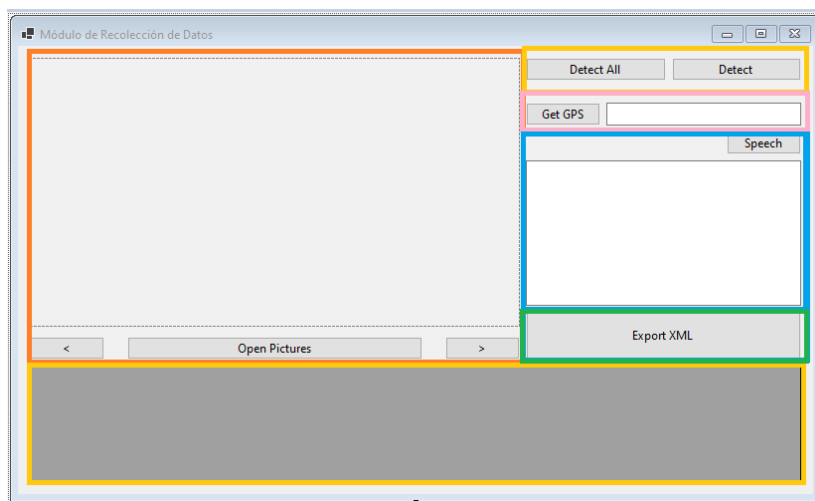 Módulo de Recolección de Datos
Detect All
Detect
Get GPS
Speech
Export XML
<
Open Pictures
>